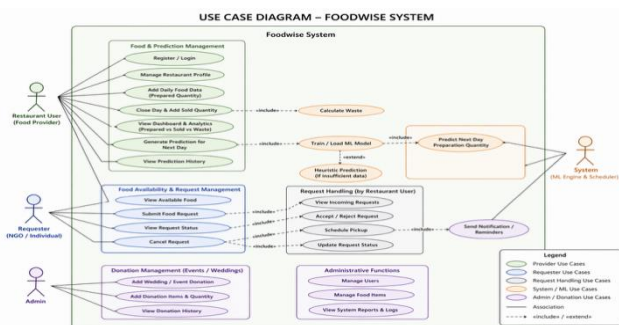 USE CASE DIAGRAM – FOODWISE SYSTEM
Foodwise System
Food & Prediction Management
Register / Login
Manage Restaurant Profile
Add Daily Food Data
(Prepared Quantity)
Close Day & Add Sold Quantity
«include»
Calculate Waste
View Dashboard & Analytics
(Prepared vs Sold vs Waste)
Generate Prediction for
Next Day
«include»
Train / Load ML Model
«include»
Predict Next Day
Preparation Quantity
View Prediction History
«extend»
Heuristic Prediction
(If insufficient data)
Restaurant User
(Food Provider)
System
(ML Engine & Scheduler)
Food Availability & Request Management
View Available Food
Submit Food Request
View Request Status
Cancel Request
«include»
«include»
«include»
Request Handling (by Restaurant User)
View Incoming Requests
Accept / Reject Request
Schedule Pickup
Update Request Status
«include»
Send Notification /
Reminders
Requester
(NGO / Individual)
Donation Management (Events / Weddings)
Add Wedding / Event Donation
Add Donation Items & Quantity
View Donation History
Administrative Functions
Manage Users
Manage Food Items
View System Reports & Logs
Admin
Legend
Provider Use Cases
Requester Use Cases
Request Handling Use Cases
System / ML Use Cases
Admin / Donation Use Cases
Association
«include» / «extend»